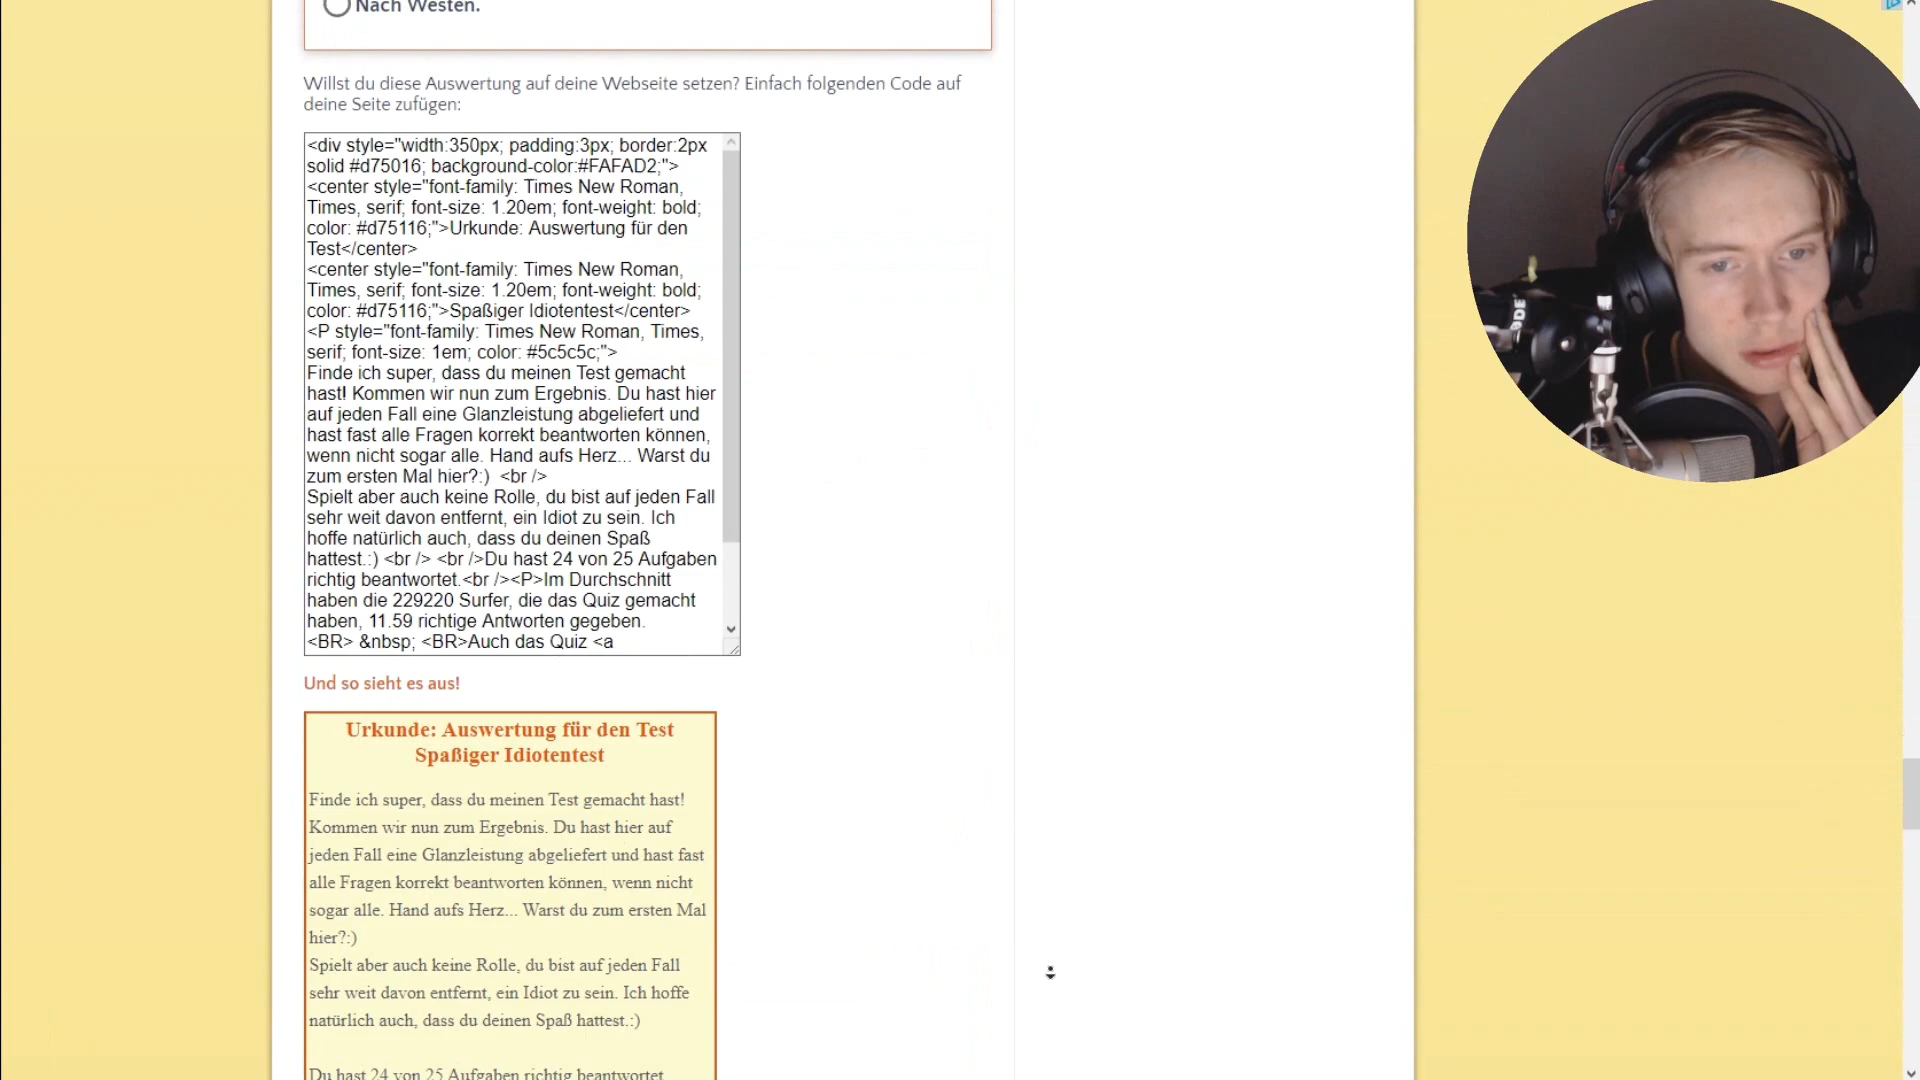 Nach Westen.
Willst du diese Auswertung auf deine Webseite setzen? Einfach folgenden Code auf
deine Seite zufügen:
<div style="width:350px; padding:3px; border:2px
solid #d75016; background-color:#FAFAD2;">
<center style="font-family: Times New Roman,
Times, serif; font-size: 1.20em; font-weight: bold;
color: #d75116;">Urkunde: Auswertung für den
Test</center>
<center style="font-family: Times New Roman,
Times, serif; font-size: 1.20em; font-weight: bold;
color: #d75116;">Spaßiger Idiotentest</center>
<P style="font-family: Times New Roman, Times,
serif; font-size: 1em; color: #5c5c5c;">
Finde ich super, dass du meinen Test gemacht
hast! Kommen wir nun zum Ergebnis. Du hast hier
auf jeden Fall eine Glanzleistung abgeliefert und
hast fast alle Fragen korrekt beantworten können,
wenn nicht sogar alle. Hand aufs Herz... Warst du
zum ersten Mal hier?:)  <br />
Spielt aber auch keine Rolle, du bist auf jeden Fall
sehr weit davon entfernt, ein Idiot zu sein. Ich
hoffe natürlich auch, dass du deinen Spaß
hattest.:) <br /> <br />Du hast 24 von 25 Aufgaben
richtig beantwortet.<br /><P>Im Durchschnitt
haben die 229220 Surfer, die das Quiz gemacht
haben, 11.59 richtige Antworten gegeben.
<BR> &nbsp; <BR>Auch das Quiz <a
Und so sieht es aus!
Urkunde: Auswertung für den Test
Spaßiger Idiotentest
Finde ich super, dass du meinen Test gemacht hast!
Kommen wir nun zum Ergebnis. Du hast hier auf
jeden Fall eine Glanzleistung abgeliefert und hast fast
alle Fragen korrekt beantworten können, wenn nicht
sogar alle. Hand aufs Herz... Warst du zum ersten Mal
hier?:)
Spielt aber auch keine Rolle, du bist auf jeden Fall
sehr weit davon entfernt, ein Idiot zu sein. Ich hoffe
natürlich auch, dass du deinen Spaß hattest.:)
Du hast 24 von 25 Aufgaben richtig beantwortet.